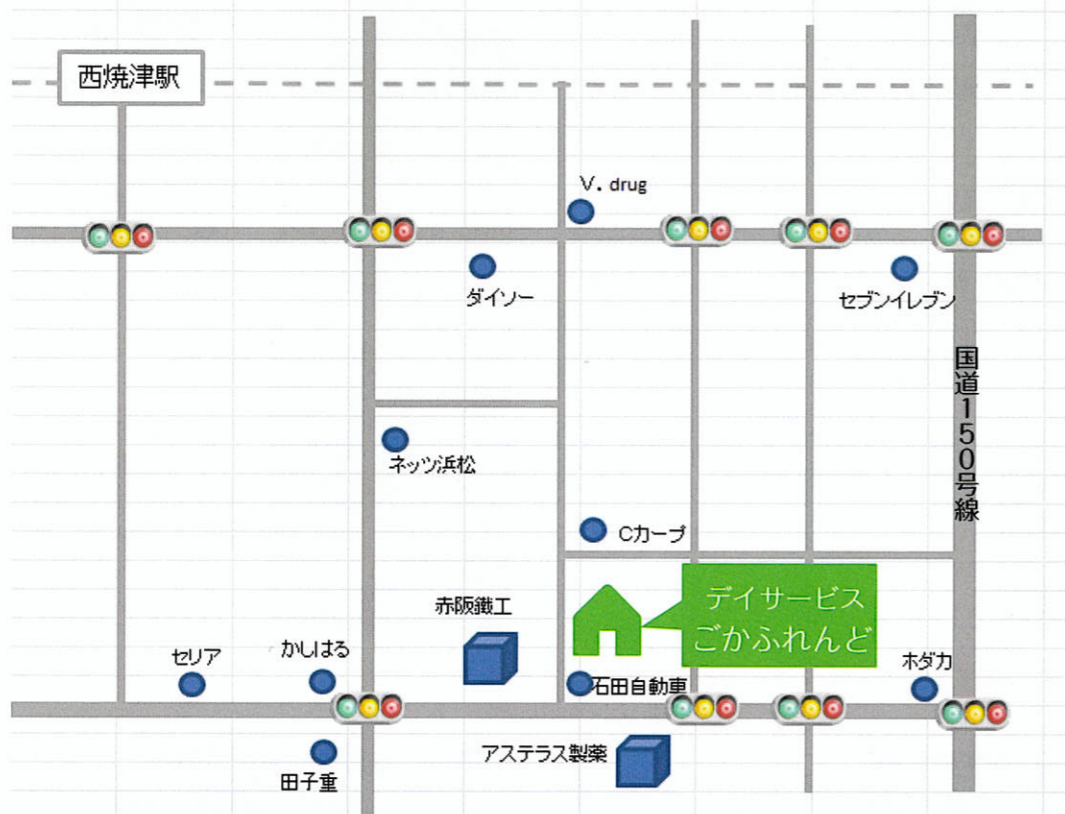 西焼津駅
V. drug
ダイソー
セブンイレブン
国道150号線
ネッツ浜松
Cカーブ
デイサービス
ごかふれんど
赤阪鐵工
セリア
かしはる
石田自動車
ホダカ
アステラス製薬
田子重